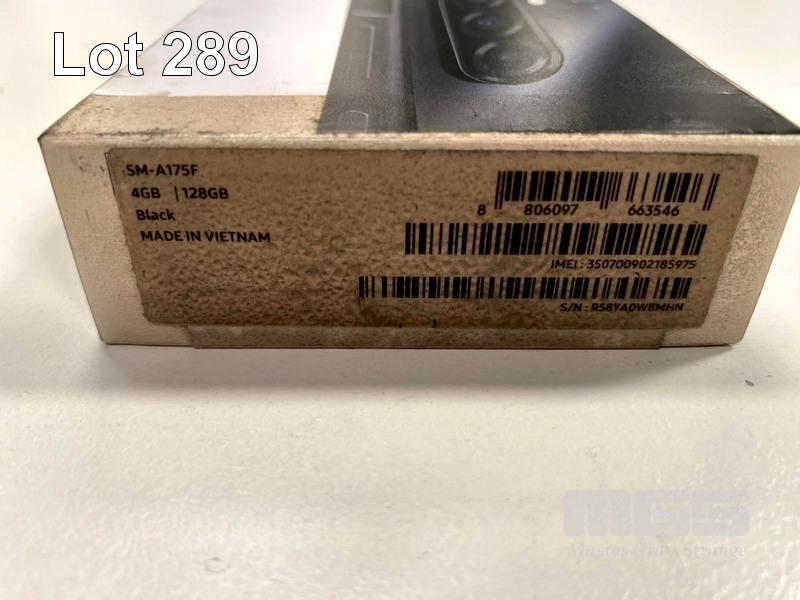 Lot 289
SM-A175F
4GB | 128GB
Black
MADE IN VIETNAM
8 806097 663546
IMEI : 350700902185975
S/N : R58YA0W8MHN
MGS
Master Gray Strange